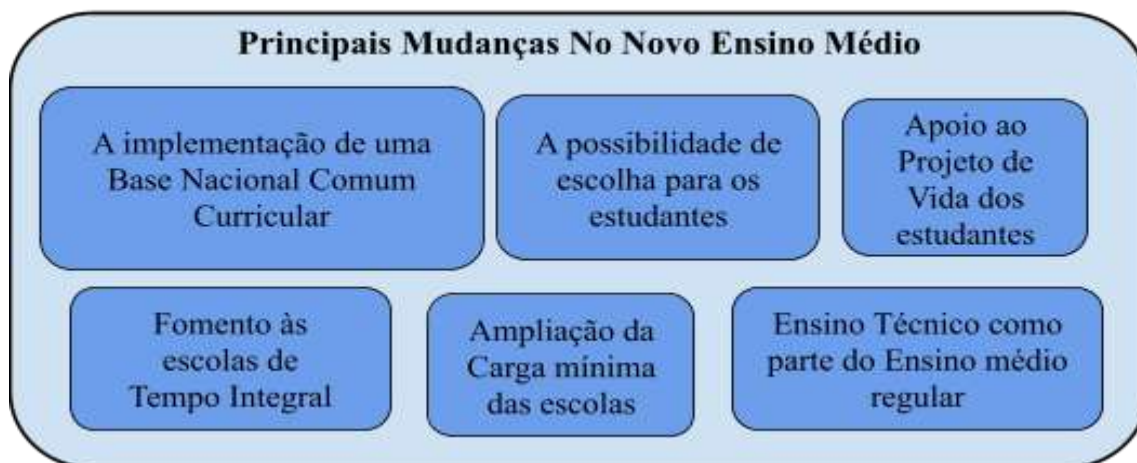 Principais Mudanças No Novo Ensino Médio
A implementação de uma
Base Nacional Comum
Curricular
A possibilidade de
escolha para os
estudantes
Apoio ao
Projeto de
Vida dos
estudantes
Fomento às
escolas de
Tempo Integral
Ampliação da
Carga mínima
das escolas
Ensino Técnico como
parte do Ensino médio
regular